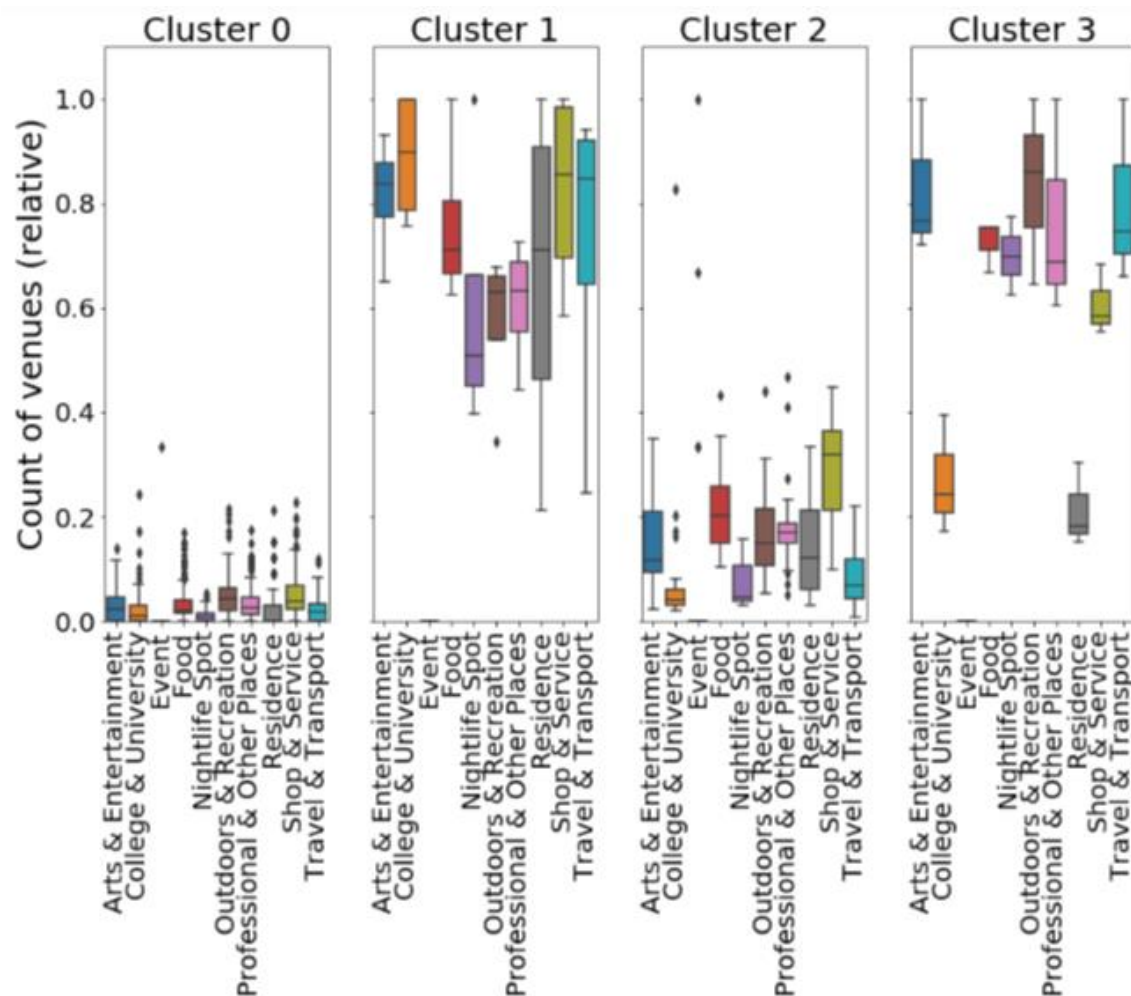 Cluster 0
Cluster 1
Cluster 2
Cluster 3
Count of venues (relative)
1.0
0.8
0.6
0.4
0.2
0.0
Arts & Entertainment
College & University
Event
Food
Nightlife Spot
Outdoors & Recreation
Professional & Other Places
Residence
Shop & Service
Travel & Transport
Arts & Entertainment
College & University
Event
Food
Nightlife Spot
Outdoors & Recreation
Professional & Other Places
Residence
Shop & Service
Travel & Transport
Arts & Entertainment
College & University
Event
Food
Nightlife Spot
Outdoors & Recreation
Professional & Other Places
Residence
Shop & Service
Travel & Transport
Arts & Entertainment
College & University
Event
Food
Nightlife Spot
Outdoors & Recreation
Professional & Other Places
Residence
Shop & Service
Travel & Transport